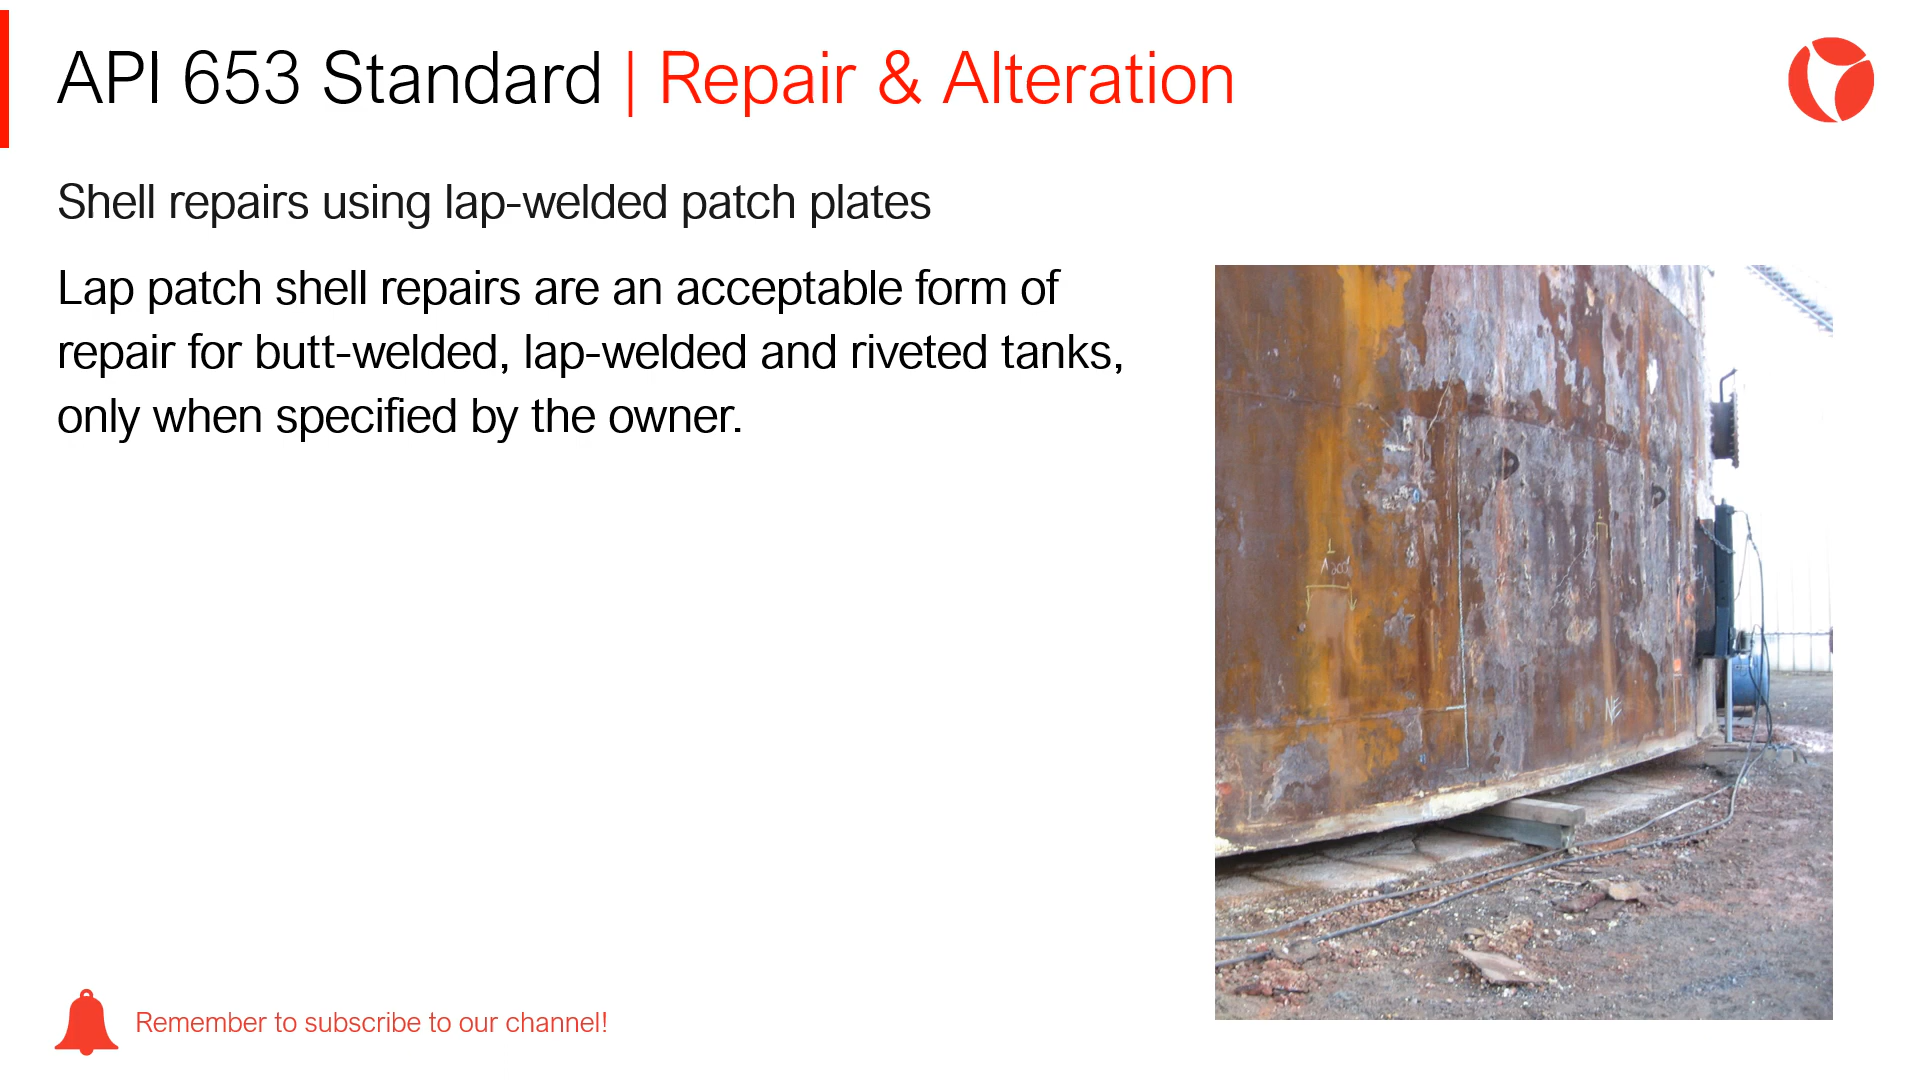 API 653 Standard | Repair & Alteration
Shell repairs using lap-welded patch plates
Lap patch shell repairs are an acceptable form of
repair for butt-welded, lap-welded and riveted tanks,
only when specified by the owner.
NE
Remember to subscribe to our channel!